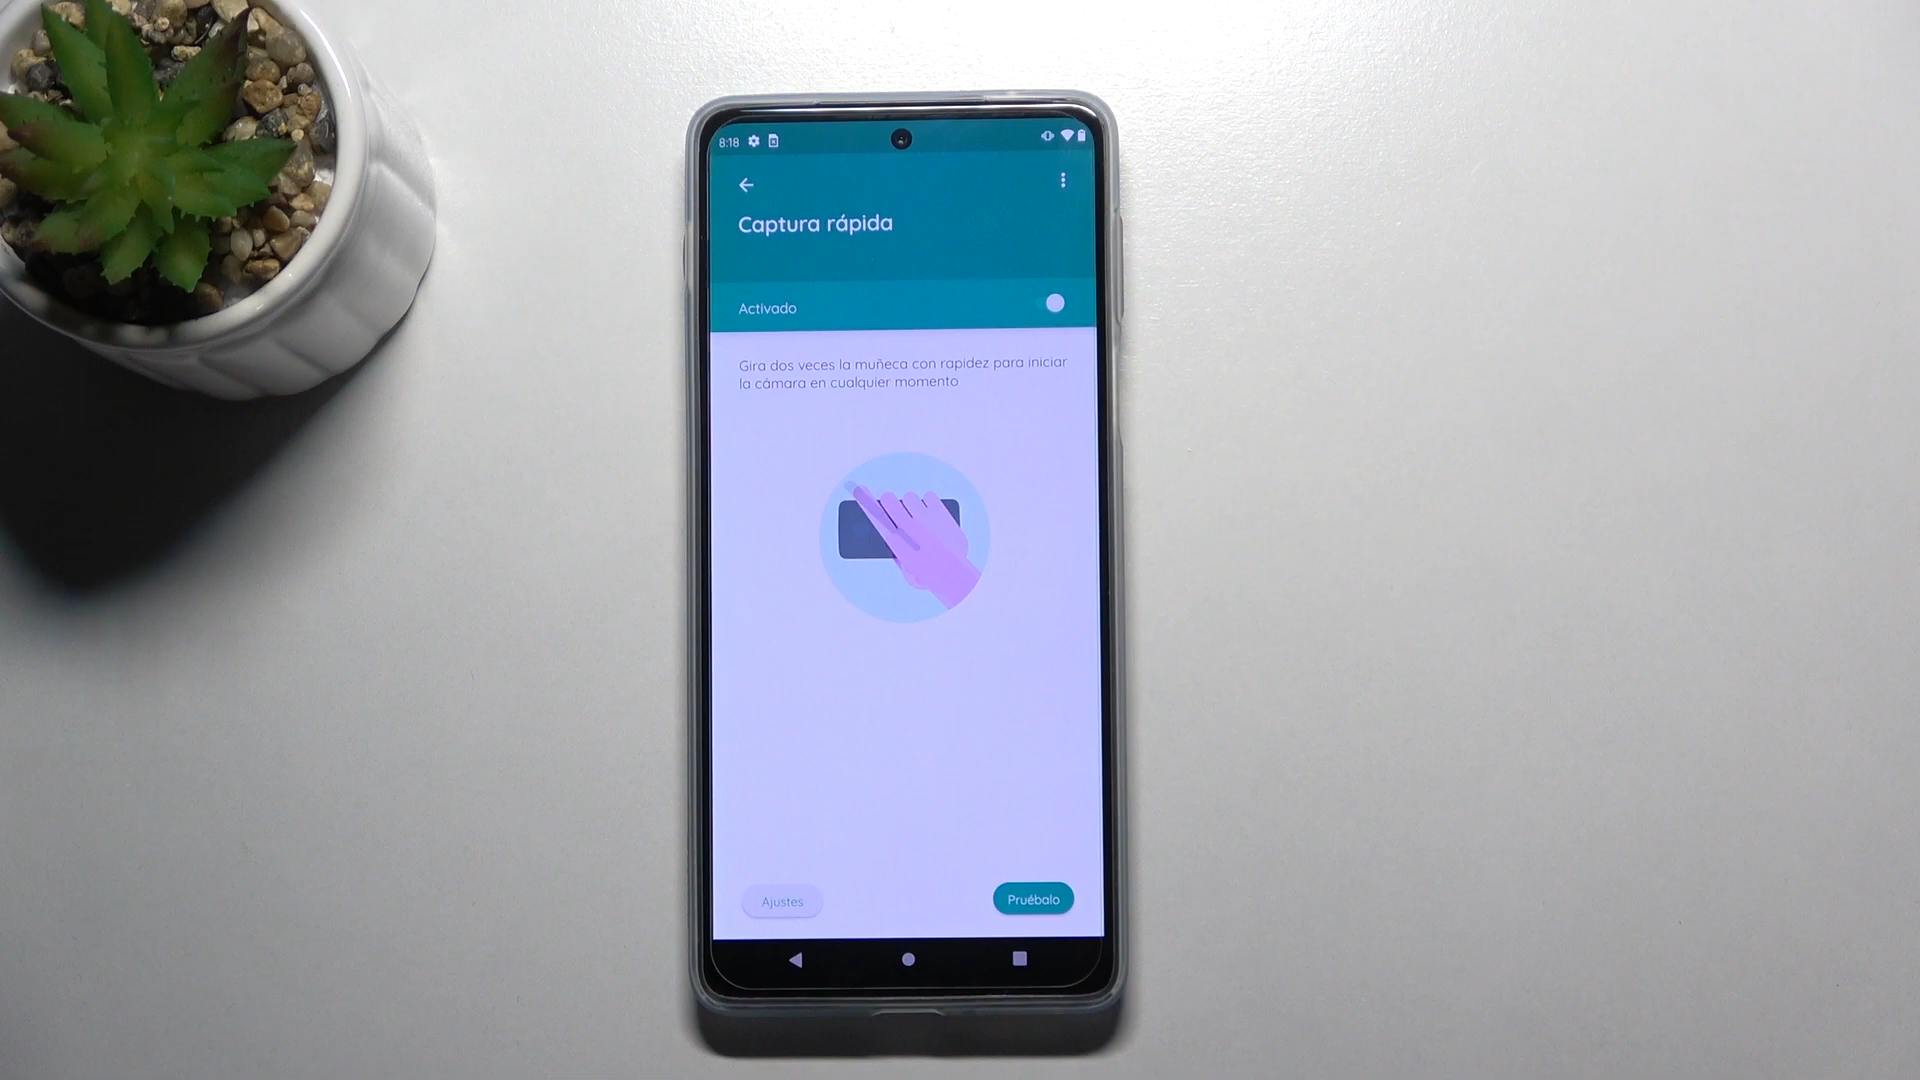 8:18
Captura rápida
Activado
Gira dos veces la muñeca con rapidez para iniciar
la cámara en cualquier momento
Ajustes
Pruébalo